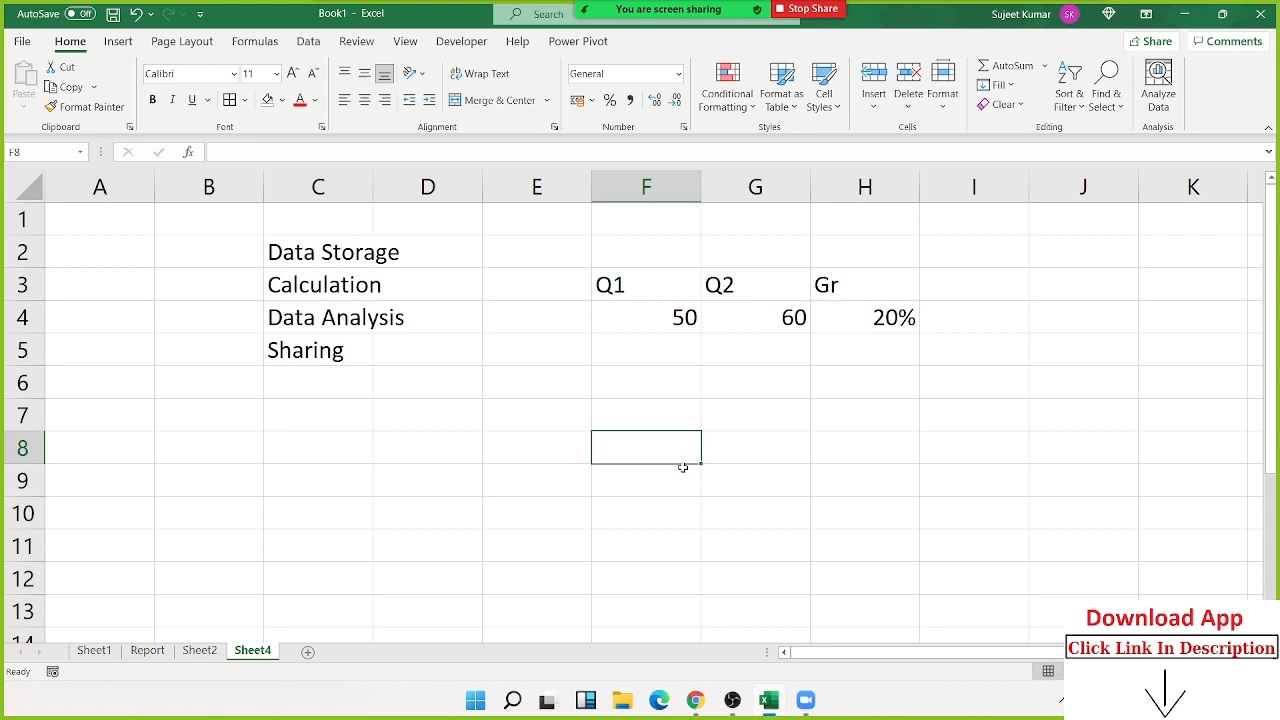 AutoSave Off Book1 - Excel Search You are screen sharing Stop Share Sujeet Kumar SK
File Home Insert Page Layout Formulas Data Review View Developer Help Power Pivot Share Comments
Paste Cut Copy Format Painter Clipboard
Calibri 11 B I U Font
Wrap Text Merge & Center Alignment
General % Number
Conditional Formatting Format as Table Cell Styles Styles
Insert Delete Format Cells
AutoSum Fill Clear Sort & Filter Find & Select Editing
Analyze Data Analysis
F8 fx
A B C D E F G H I J K
1
2 Data Storage
3 Calculation Q1 Q2 Gr
4 Data Analysis 50 60 20%
5 Sharing
6
7
8
9
10
11
12
13
14
Sheet1 Report Sheet2 Sheet4
Ready
Download App
Click Link In Description